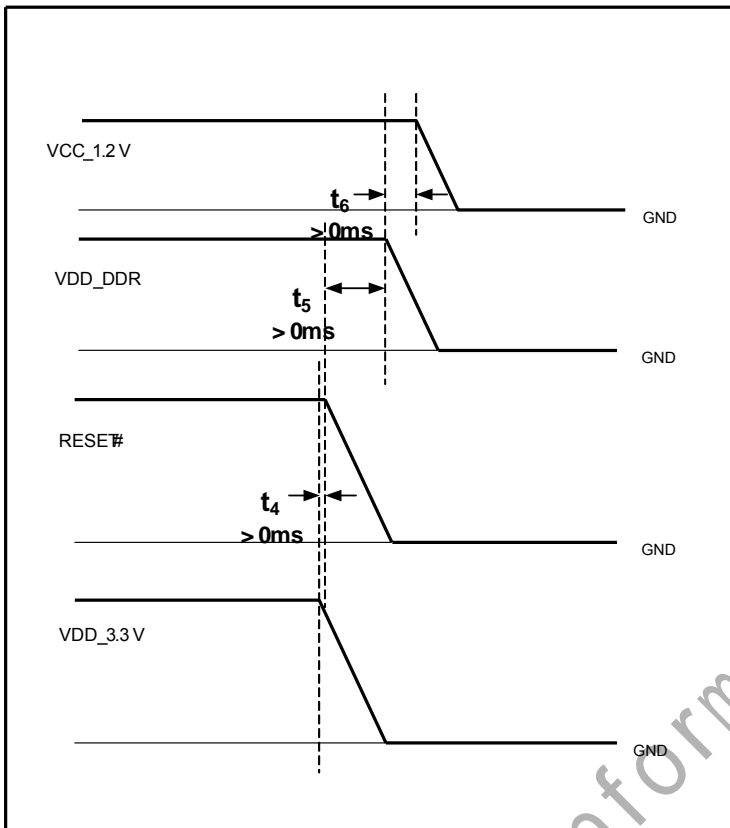 VCC_1.2 V
t6
> 0ms
GND
VDD_DDR
t5
> 0ms
GND
RESET#
t4
> 0ms
GND
VDD_3.3 V
GND